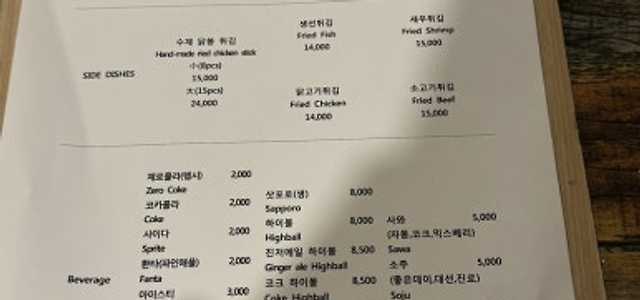 생선튀김
Fried Fish
14,000
새우튀김
Fried Shrimp
15,000
수제 닭봉 튀김
Hand-made ried chicken stick
小(8pcs)
15,000
大(15pcs)
24,000
SIDE DISHES
닭고기튀김
Fried Chicken
14,000
소고기튀김
Fried Beef
15,000
제로콜라(펩시) 2,000
Zero Coke
코카콜라 2,000
Coke
사이다 2,000
Sprite
환타(파인애플) 2,000
Fanta
아이스티 3,000
Beverage
삿포로(생) 8,000
Sapporo
하이볼 8,000
Highball
진저에일 하이볼 8,500
Ginger ale Highball
코크 하이볼 8,500
Coke Highball
사와 5,000
(자몽,코크,믹스베리)
Sawa
소주 5,000
(좋은데이,대선,진로)
Soju